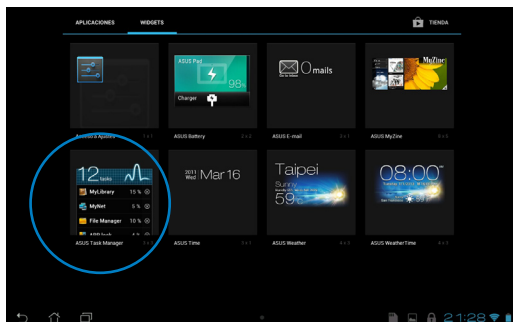 APLICACIONES WIDGETS TIENDA
ASUS Pad
98%
Charger
0 mails
MyZine
ASUS Battery
ASUS E-mail
ASUS MyZine
12 tasks
MyLibrary 15 %
MyNet 5 %
File Manager 10 %
2011 Wed Mar 16
Taipei
Sunny
59
08:00
ASUS Task Manager
ASUS Time
ASUS Weather
ASUS WeatherTime
21:28